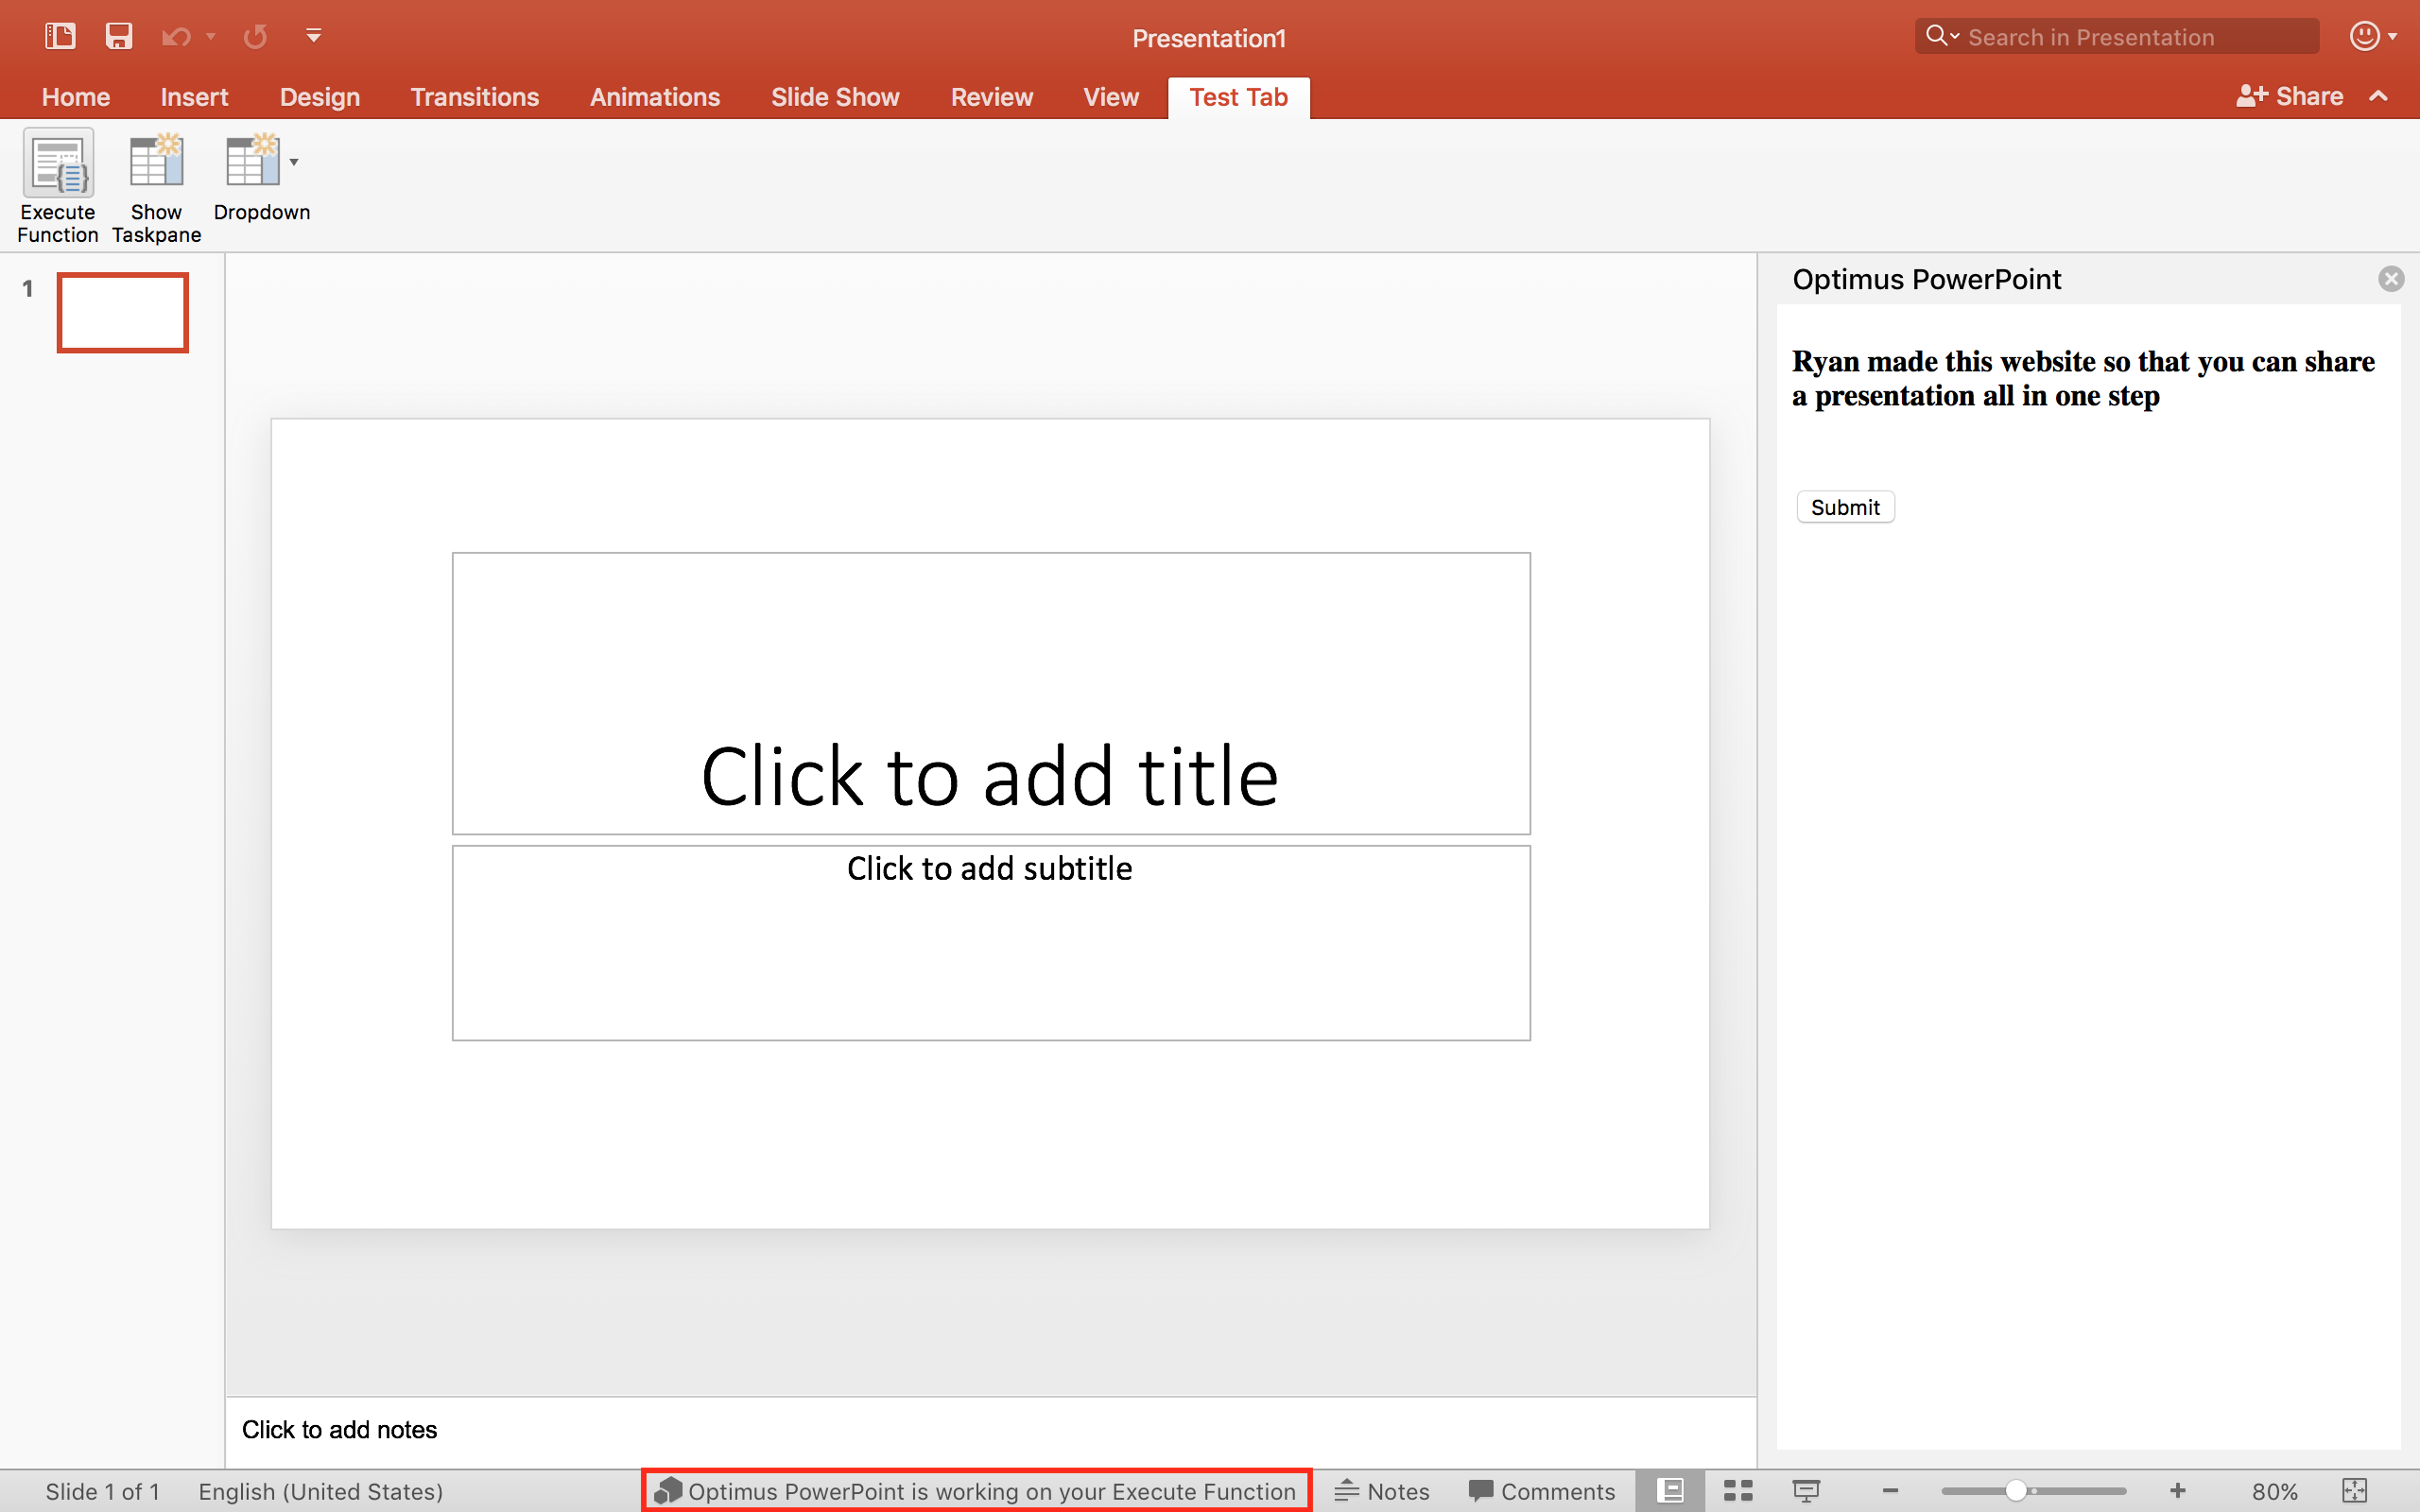 Presentation1
Search in Presentation
Home Insert Design Transitions Animations Slide Show Review View Test Tab Share
Execute Function
Show Taskpane
Dropdown
1
Click to add title
Click to add subtitle
Click to add notes
Optimus PowerPoint
Ryan made this website so that you can share
a presentation all in one step
Submit
Slide 1 of 1 English (United States) Optimus PowerPoint is working on your Execute Function Notes Comments 80%